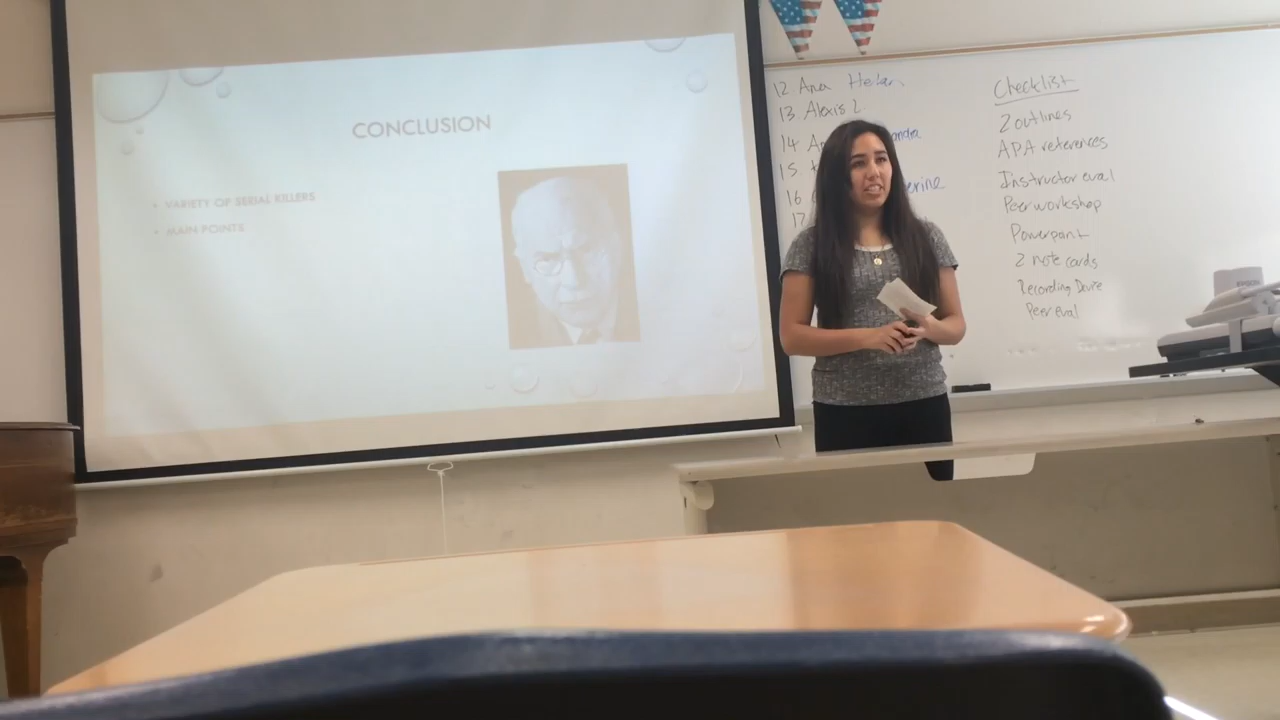 CONCLUSION
VARIETY OF SERIAL KILLERS
MAIN POINTS
12 Ana Helen
13 Alexis L
14
15
16
17
Checklist
2 outlines
APA references
Instructor eval
Peer workshop
Powerpoint
2 note cards
Recording Device
Peer eval
EPSON